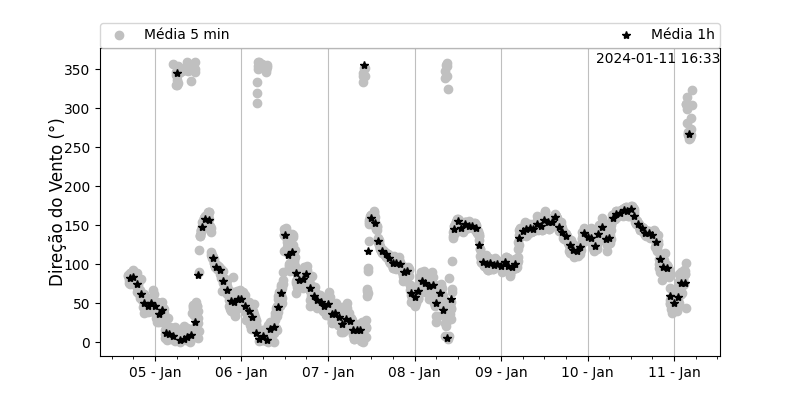 Média 5 min
Média 1h
2024-01-11 16:33
Direção do Vento (°)
350
300
250
200
150
100
50
0
05 - Jan
06 - Jan
07 - Jan
08 - Jan
09 - Jan
10 - Jan
11 - Jan